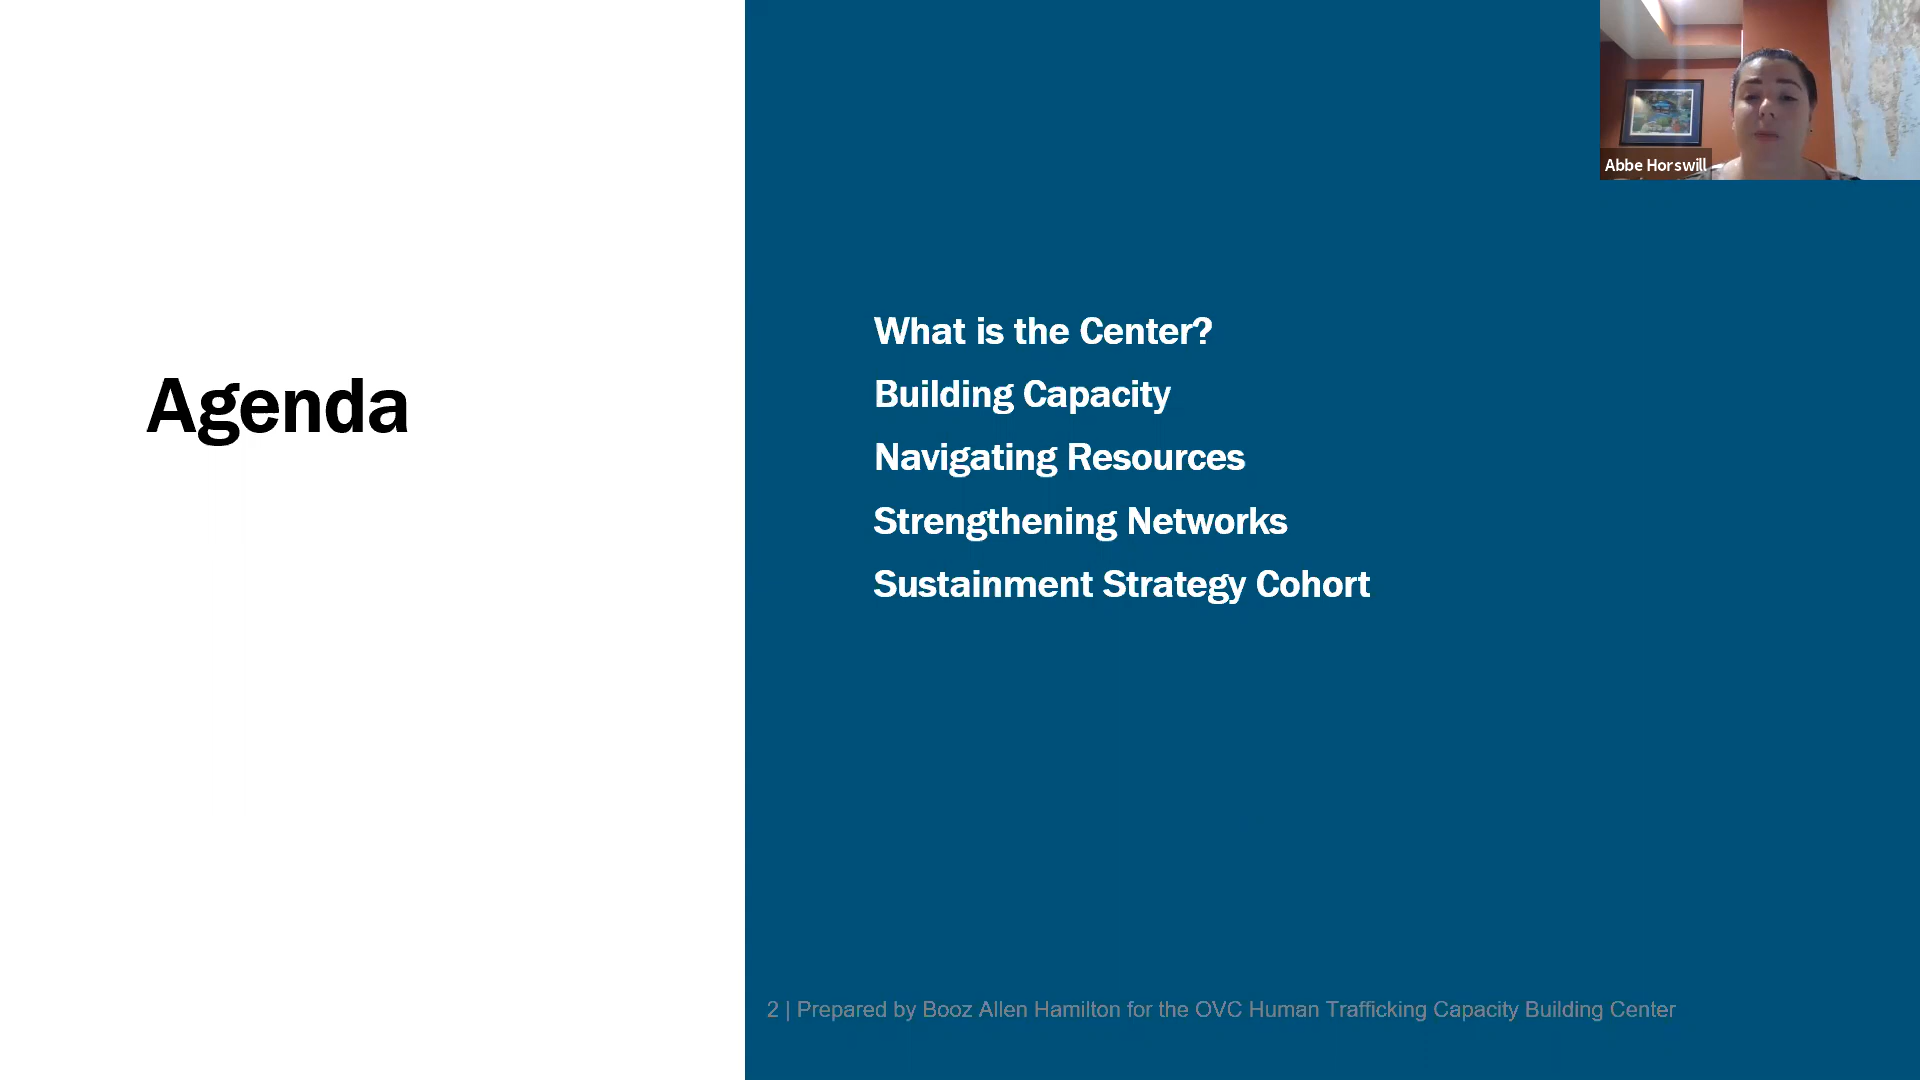 Abbe Horswill
Agenda
What is the Center?
Building Capacity
Navigating Resources
Strengthening Networks
Sustainment Strategy Cohort
2 | Prepared by Booz Allen Hamilton for the OVC Human Trafficking Capacity Building Center